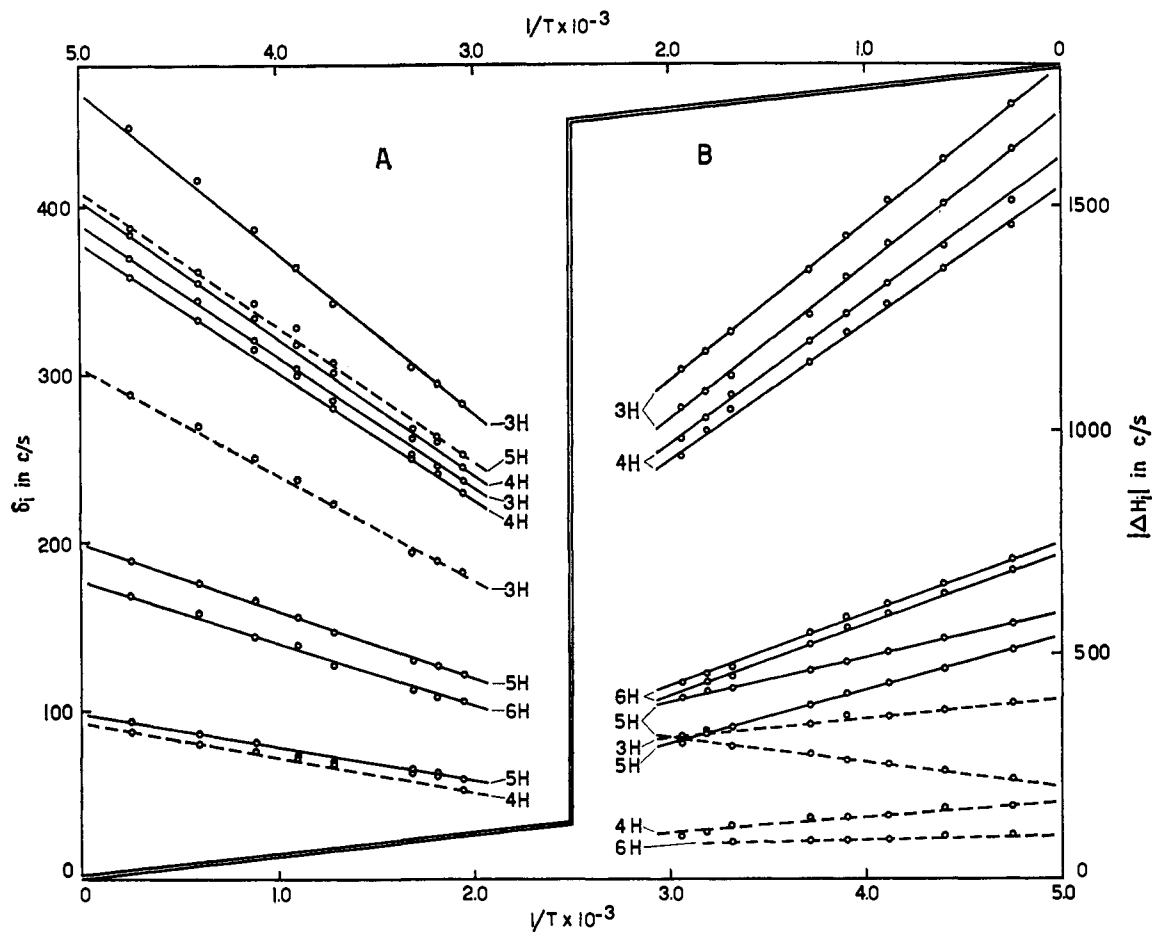 1/T x 10⁻³
5.0 4.0 3.0 2.0 1.0 0
A B
400 1500
300 3H 1000
5H 3H
4H 4H
3H
4H
δi in c/s |ΔHi| in c/s
200 3H
5H 500
6H 6H
100 5H
3H
5H 5H
4H 4H
6H
0 0
0 1.0 2.0 3.0 4.0 5.0
1/T x 10⁻³